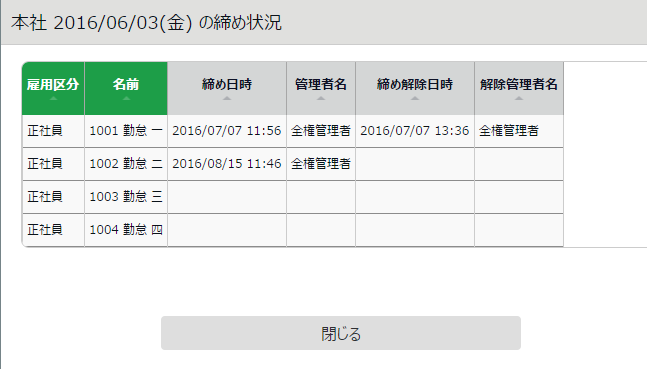 本社 2016/06/03(金) の締め状況
雇用区分 名前 締め日時 管理者名 締め解除日時 解除管理者名
正社員 1001 勤怠 一 2016/07/07 11:56 全権管理者 2016/07/07 13:36 全権管理者
正社員 1002 勤怠 二 2016/08/15 11:46 全権管理者
正社員 1003 勤怠 三
正社員 1004 勤怠 四
閉じる